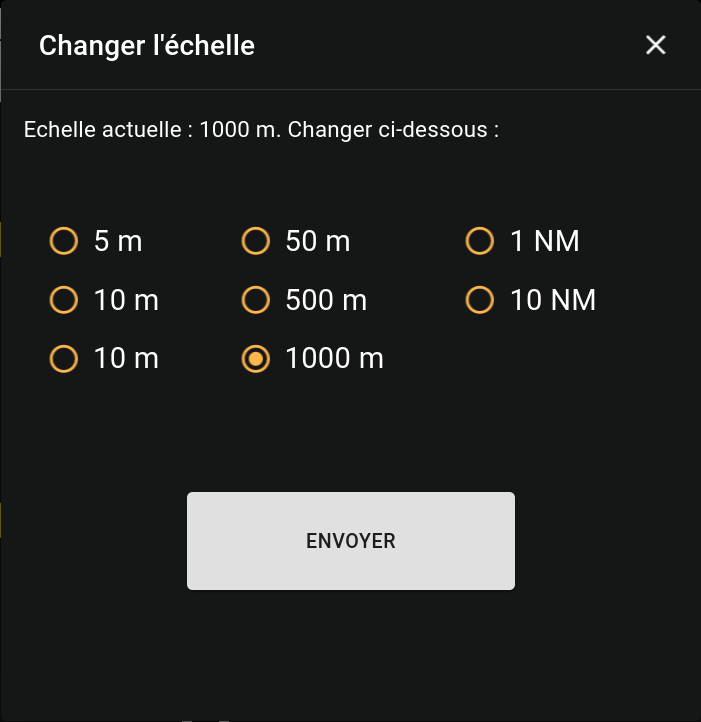 Changer l'échelle
Echelle actuelle : 1000 m. Changer ci-dessous :
5 m
50 m
1 NM
10 m
500 m
10 NM
10 m
1000 m
ENVOYER